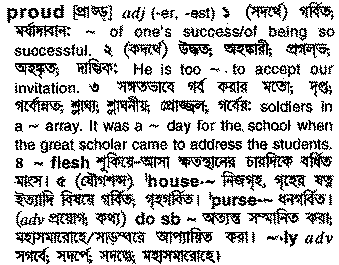 proud [প্রাউড্] adj (-er, -est) ১ (সদর্থে) গর্বিত;
মর্যাদাবান: ~ of one's success/of being so
successful. ২ (কদর্থে) উদ্ধত; অহঙ্কারী; প্রগল্ভ;
অহঙ্কৃত; দাম্ভিক: He is too ~ to accept our
invitation. ৩ সঙ্গতভাবে গর্ব করার মতো; দৃপ্ত;
গর্বোন্নত; শ্লাঘ্য; শ্লাঘনীয়; প্রোজ্জ্বল; গর্বের: soldiers in
a ~ array. It was a ~ day for the school when
the great scholar came to address the students.
৪ ~ flesh শুকিয়ে-আসা ক্ষতস্থানের চারদিকে বর্ধিত
মাংস। ৫ (যৌগশব্দ) 'house-~ নিজগৃহ, গৃহের যত্ন
ইত্যাদি বিষয়ে গর্বিত; গৃহগর্বিত। 'purse-~ ধনগর্বিত।
(adv প্রয়োগ; কথ্য) do sb ~ অত্যন্ত সম্মানিত করা;
মহাসমারোহে/সাড়ম্বরে আপ্যায়িত করা। ~·ly adv
সগর্বে; সদর্পে; সদম্ভে; মহাসমারোহে।